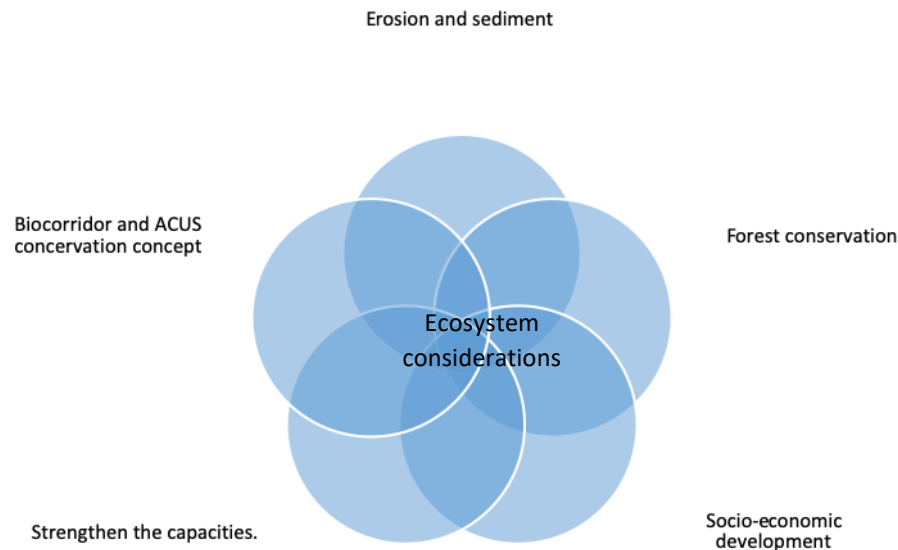 Erosion and sediment
Biocorridor and ACUS
concervation concept
Forest conservation
Ecosystem
considerations
Strengthen the capacities.
Socio-economic
development